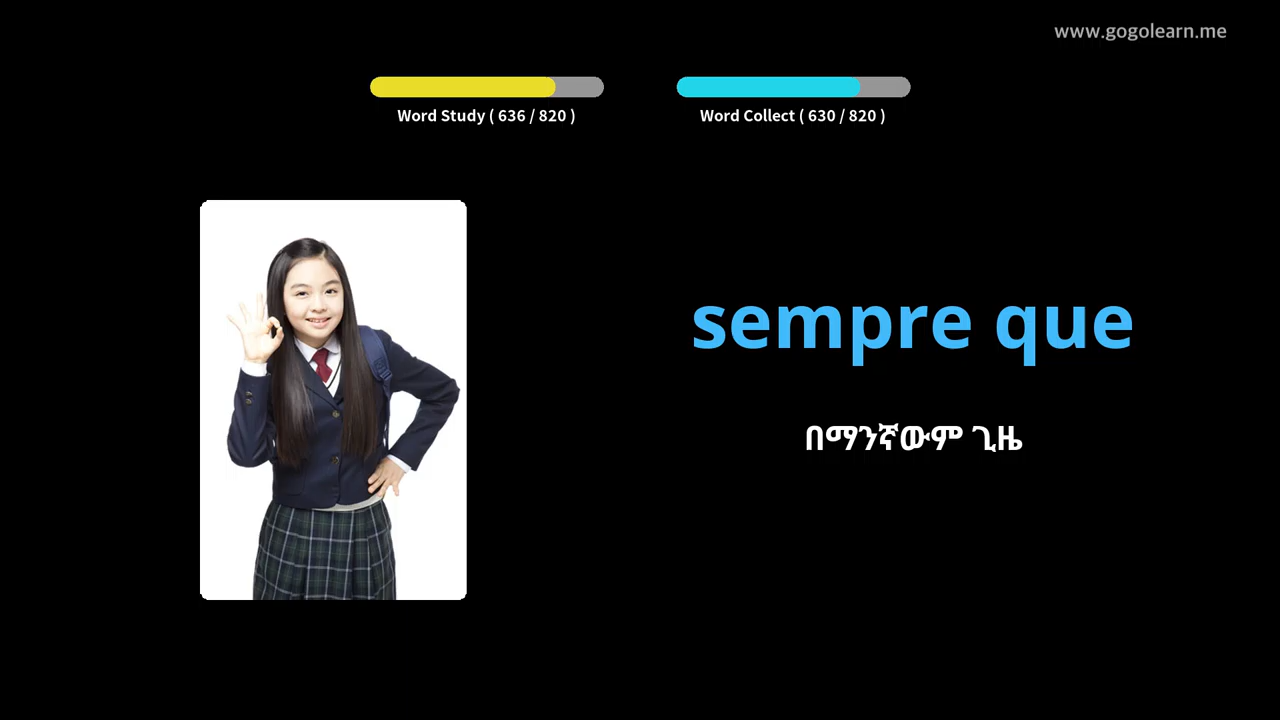 www.gogolearn.me
Word Study ( 636 / 820 )
Word Collect ( 630 / 820 )
sempre que
በማንኛውም ጊዜ